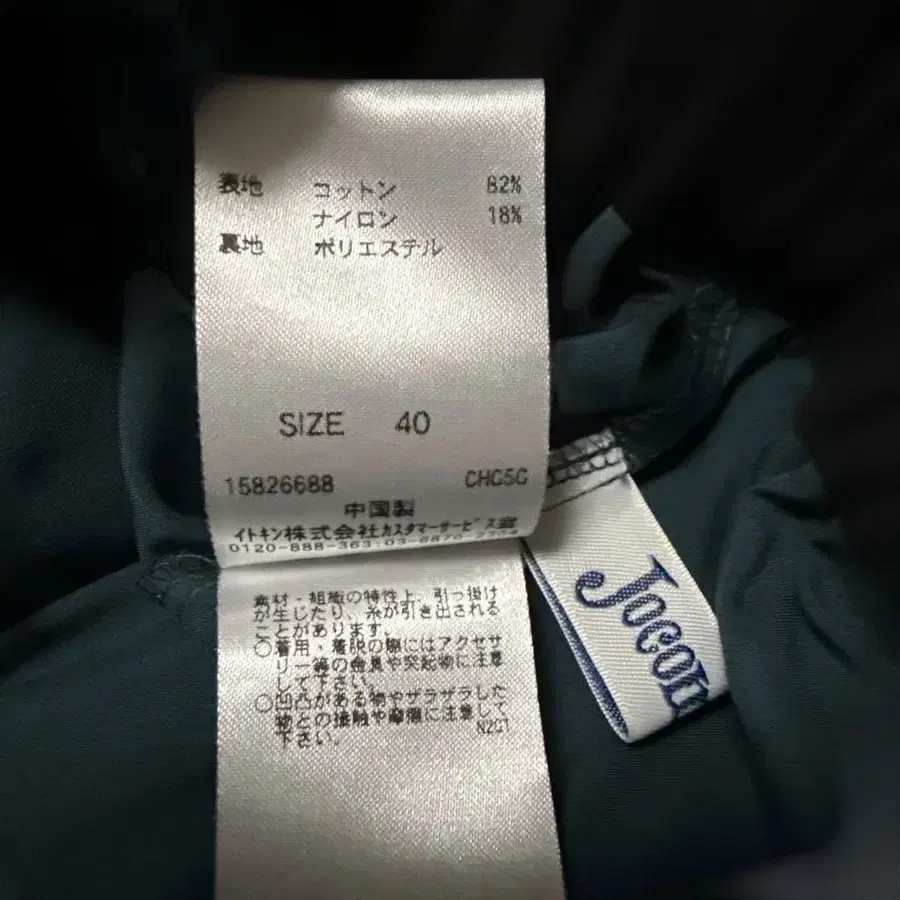 表地 コットン 82%
ナイロン 18%
裏地 ポリエステル
SIZE 40
15826688 CHG5G
中国製
イトキン株式会社カスタマーサービス室
0120-888-363:03-6870-2304
素材・組織の特性上、引っ掛け
が生じたり、糸が引き出される
ことがあります。
○着用・着脱の際にはアクセサ
リー等の金具や突起物に注意
して下さい。
○凹凸がある物やザラザラした
物との接触や摩擦に注意して
下さい。 N2G1